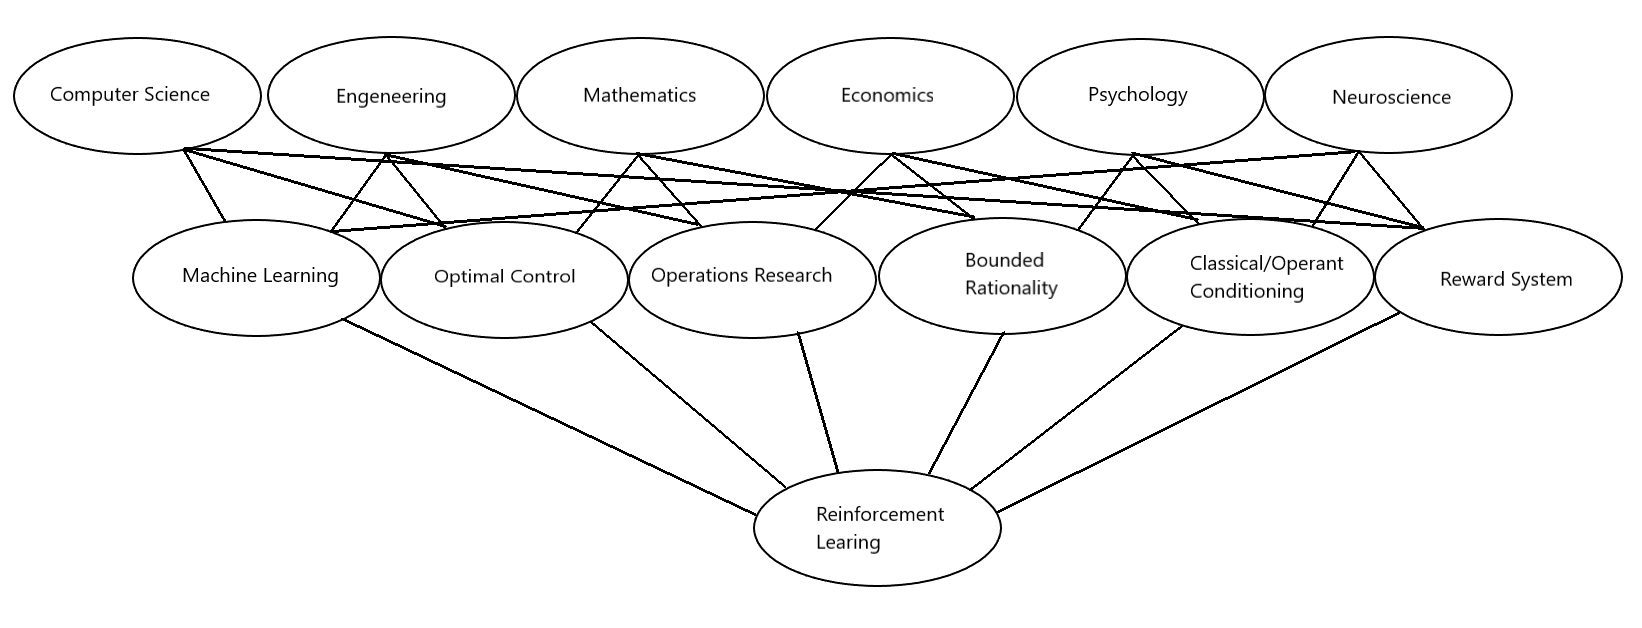 Computer Science
Engeneering
Mathematics
Economics
Psychology
Neuroscience
Machine Learning
Optimal Control
Operations Research
Bounded
Rationality
Classical/Operant
Conditioning
Reward System
Reinforcement
Learing